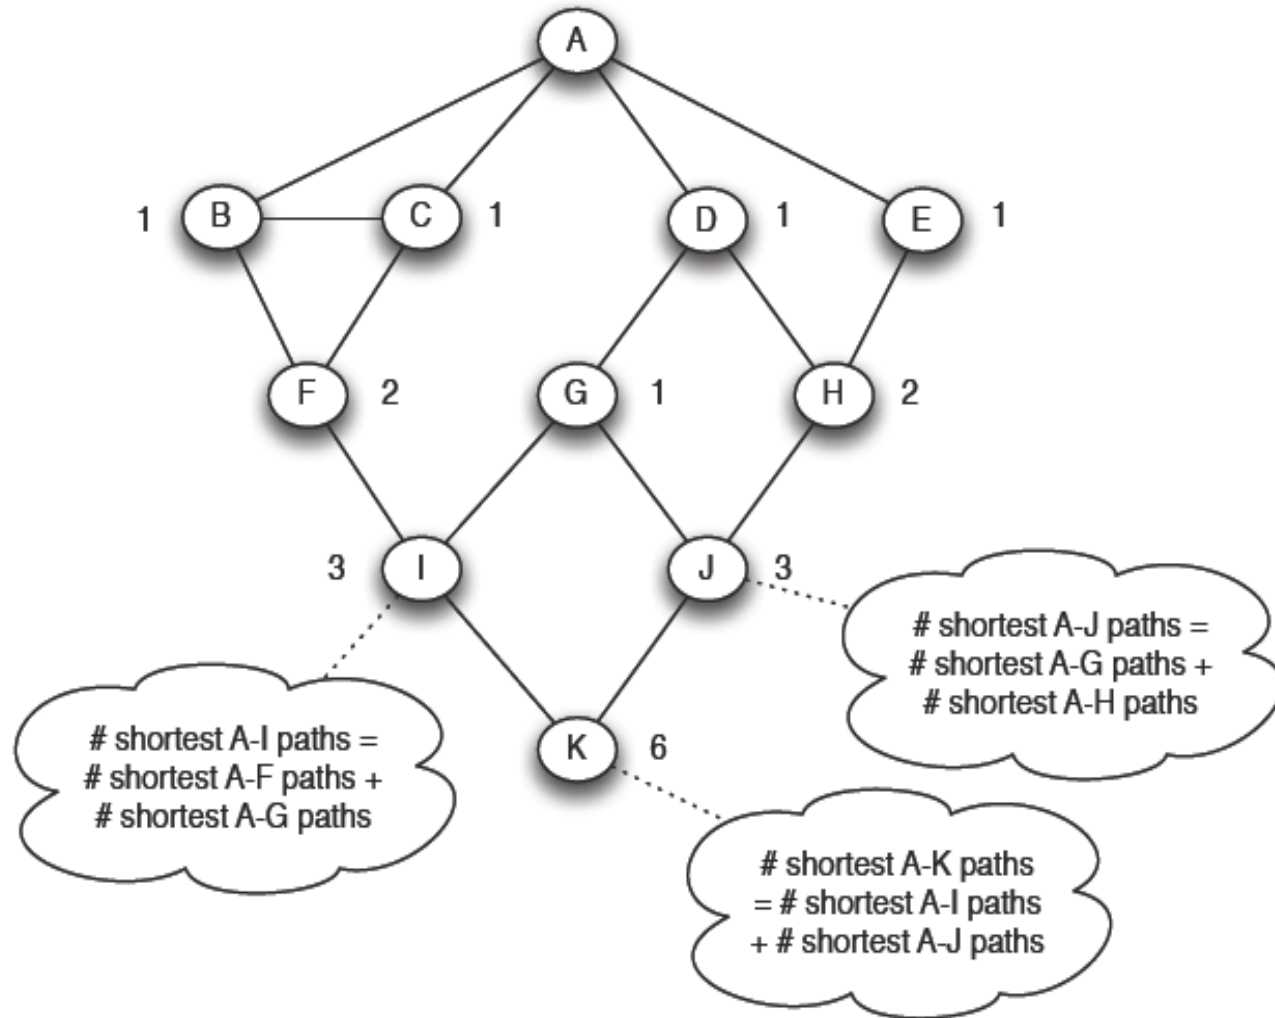 A
1 B C 1 D 1 E 1
F 2 G 1 H 2
3 I J 3
# shortest A-J paths =
# shortest A-G paths +
# shortest A-H paths
# shortest A-I paths =
# shortest A-F paths +
# shortest A-G paths
K 6
# shortest A-K paths
= # shortest A-I paths
+ # shortest A-J paths